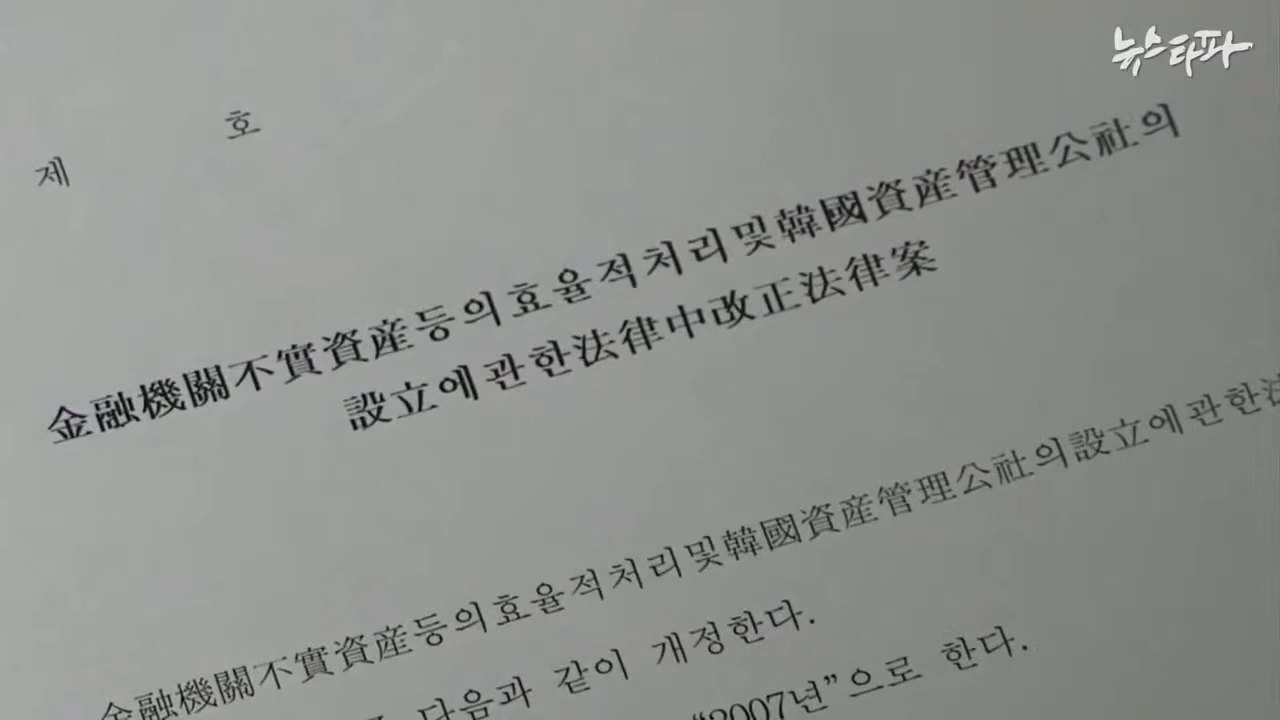 뉴스타파
제 호
金融機關不實資産등의효율적처리및韓國資産管理公社의
設立에관한法律中改正法律案
金融機關不實資産등의효율적처리및韓國資産管理公社의設立에관한法
다음과 같이 개정한다.
“2007년”으로 한다.